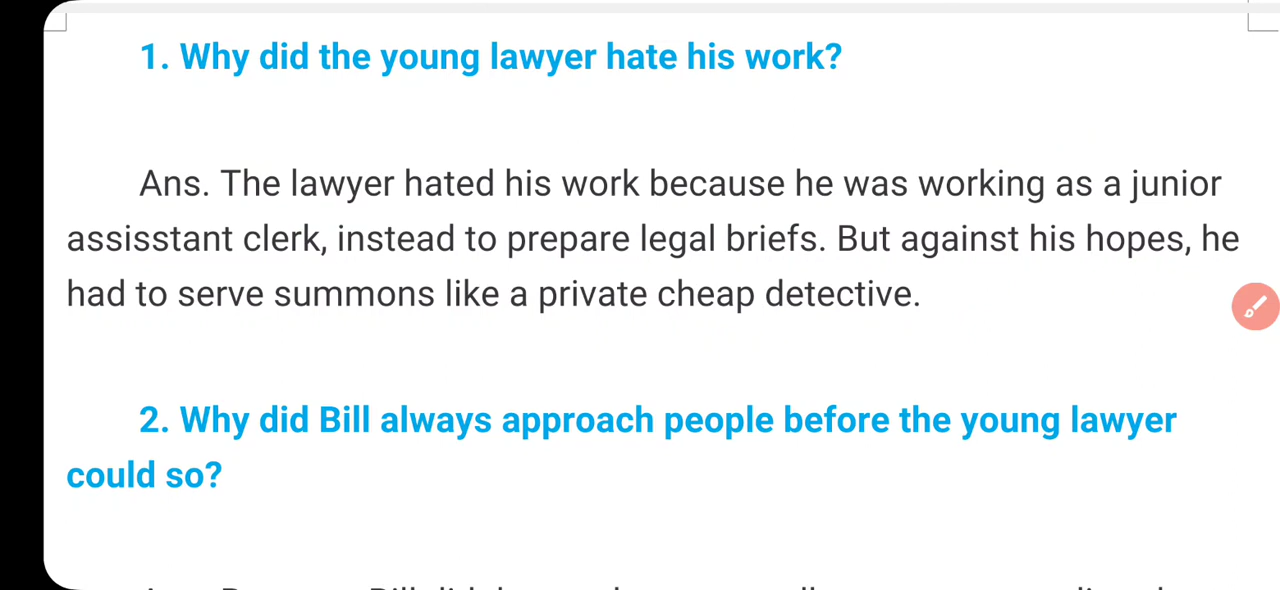 1. Why did the young lawyer hate his work?
Ans. The lawyer hated his work because he was working as a junior
assisstant clerk, instead to prepare legal briefs. But against his hopes, he
had to serve summons like a private cheap detective.
2. Why did Bill always approach people before the young lawyer
could so?